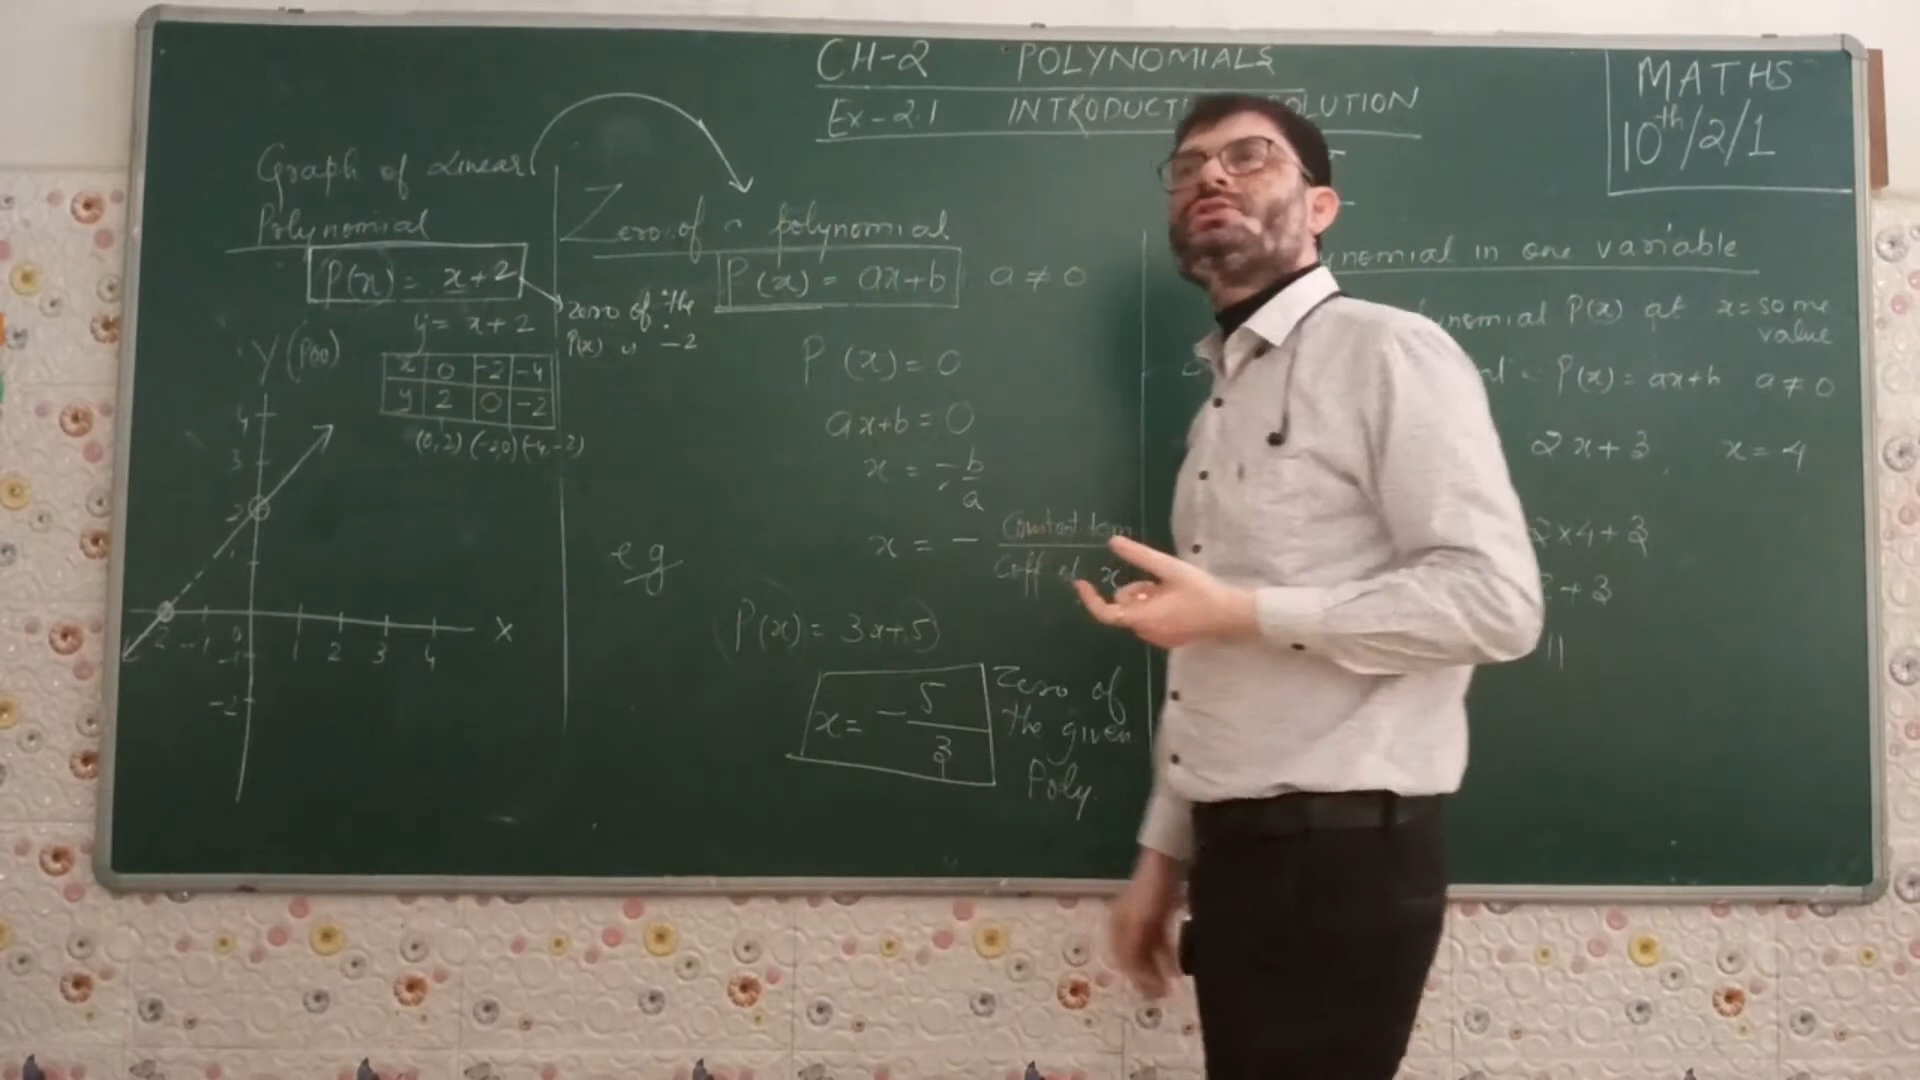 CH-2 POLYNOMIALS
Ex-2.1 INTRODUCTI OLUTION
MATHS
10th/2/1
Graph of Linear
Polynomial
P(x) = x+2
y = x+2
x 0 -2 -4
y 2 0 -2
(0,2) (-2,0) (-4,-2)
Y (P(x))
4
3
2
1
-2 -1 0 1 2 3 4 X
-1
-2
Zero of a polynomial
zero of the
P(x) is -2
P(x) = ax+b a ≠ 0
P(x) = 0
ax+b = 0
x = -b/a
x = - Constant term / Coff of x
eg
P(x) = 3x+5
x = -5/3
Zero of
the given
Poly.
ynomial in one variable
ynomial P(x) at x = some
value
P(x) = ax+b a ≠ 0
2x+3, x = 4
2x4+3
+3
11